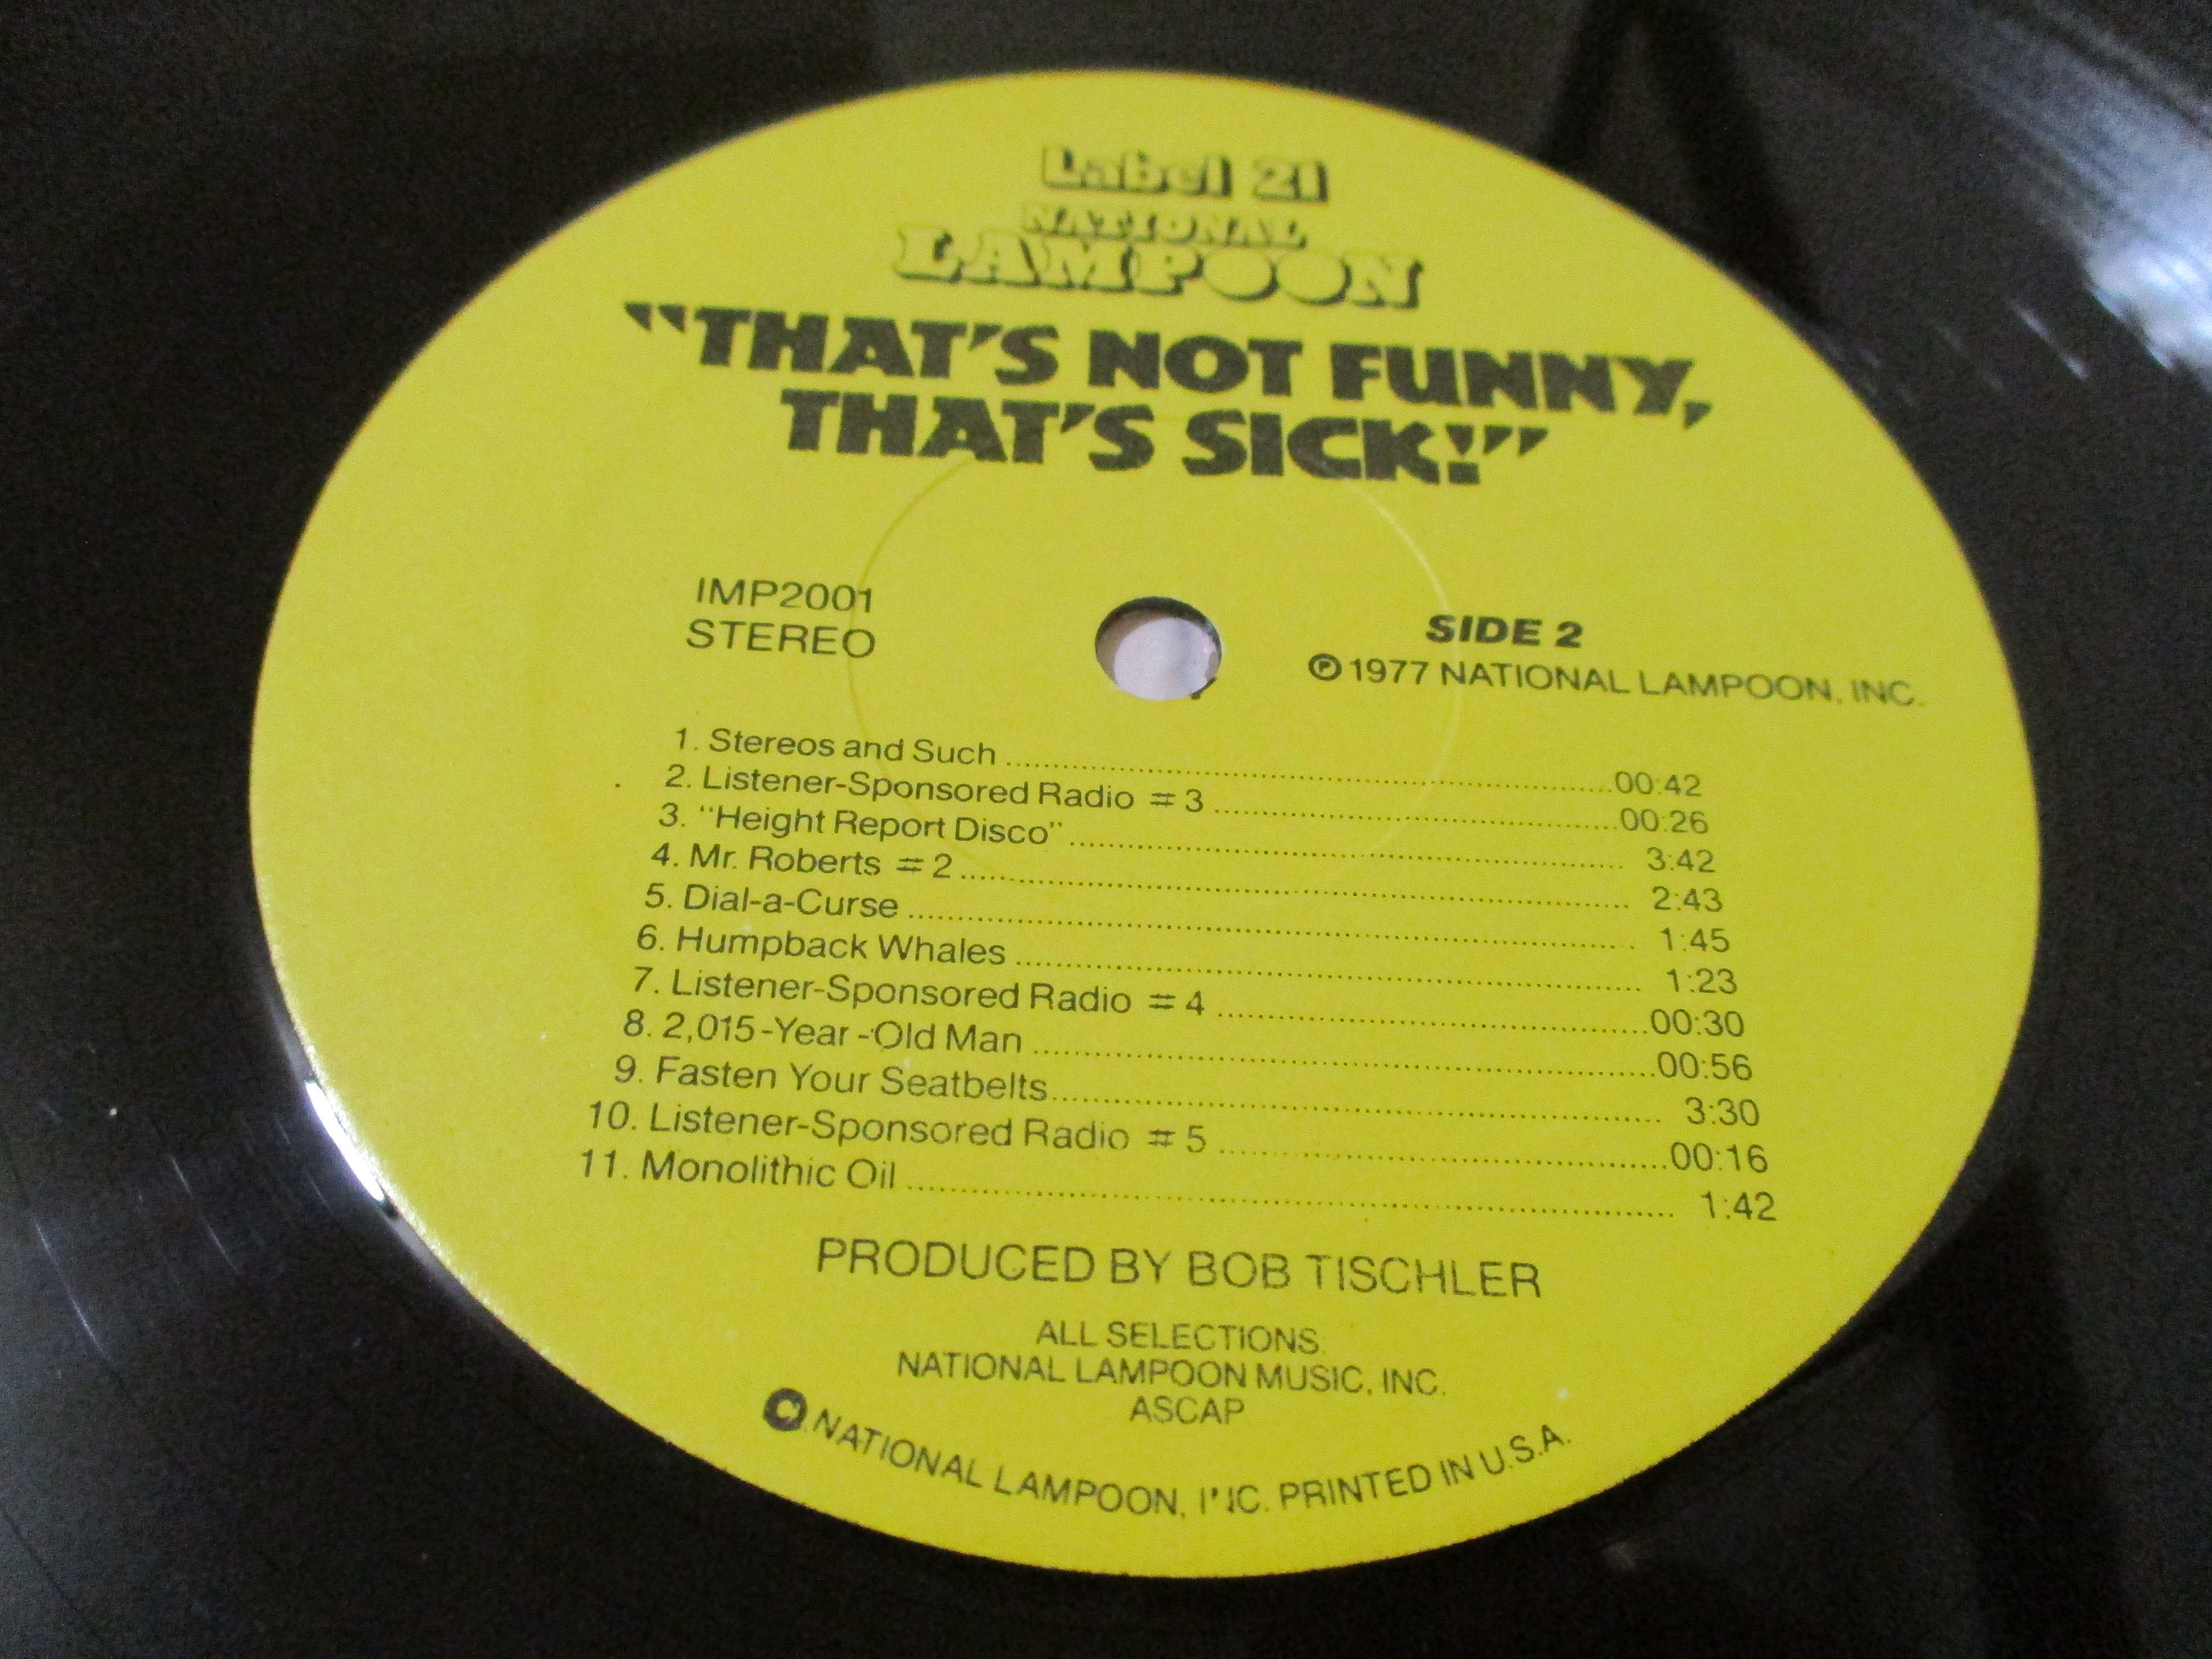 Label 21
NATIONAL
LAMPOON
"THAT'S NOT FUNNY,
THAT'S SICK!"
IMP2001
STEREO
SIDE 2
℗ 1977 NATIONAL LAMPOON, INC.
1. Stereos and Such ........ 00:42
2. Listener-Sponsored Radio #3 ........ 00:26
3. "Height Report Disco" ........ 3:42
4. Mr. Roberts #2 ........ 2:43
5. Dial-a-Curse ........ 1:45
6. Humpback Whales ........ 1:23
7. Listener-Sponsored Radio #4 ........ 00:30
8. 2,015-Year-Old Man ........ 00:56
9. Fasten Your Seatbelts ........ 3:30
10. Listener-Sponsored Radio #5 ........ 00:16
11. Monolithic Oil ........ 1:42
PRODUCED BY BOB TISCHLER
ALL SELECTIONS
NATIONAL LAMPOON MUSIC, INC.
ASCAP
© NATIONAL LAMPOON, INC. PRINTED IN U.S.A.